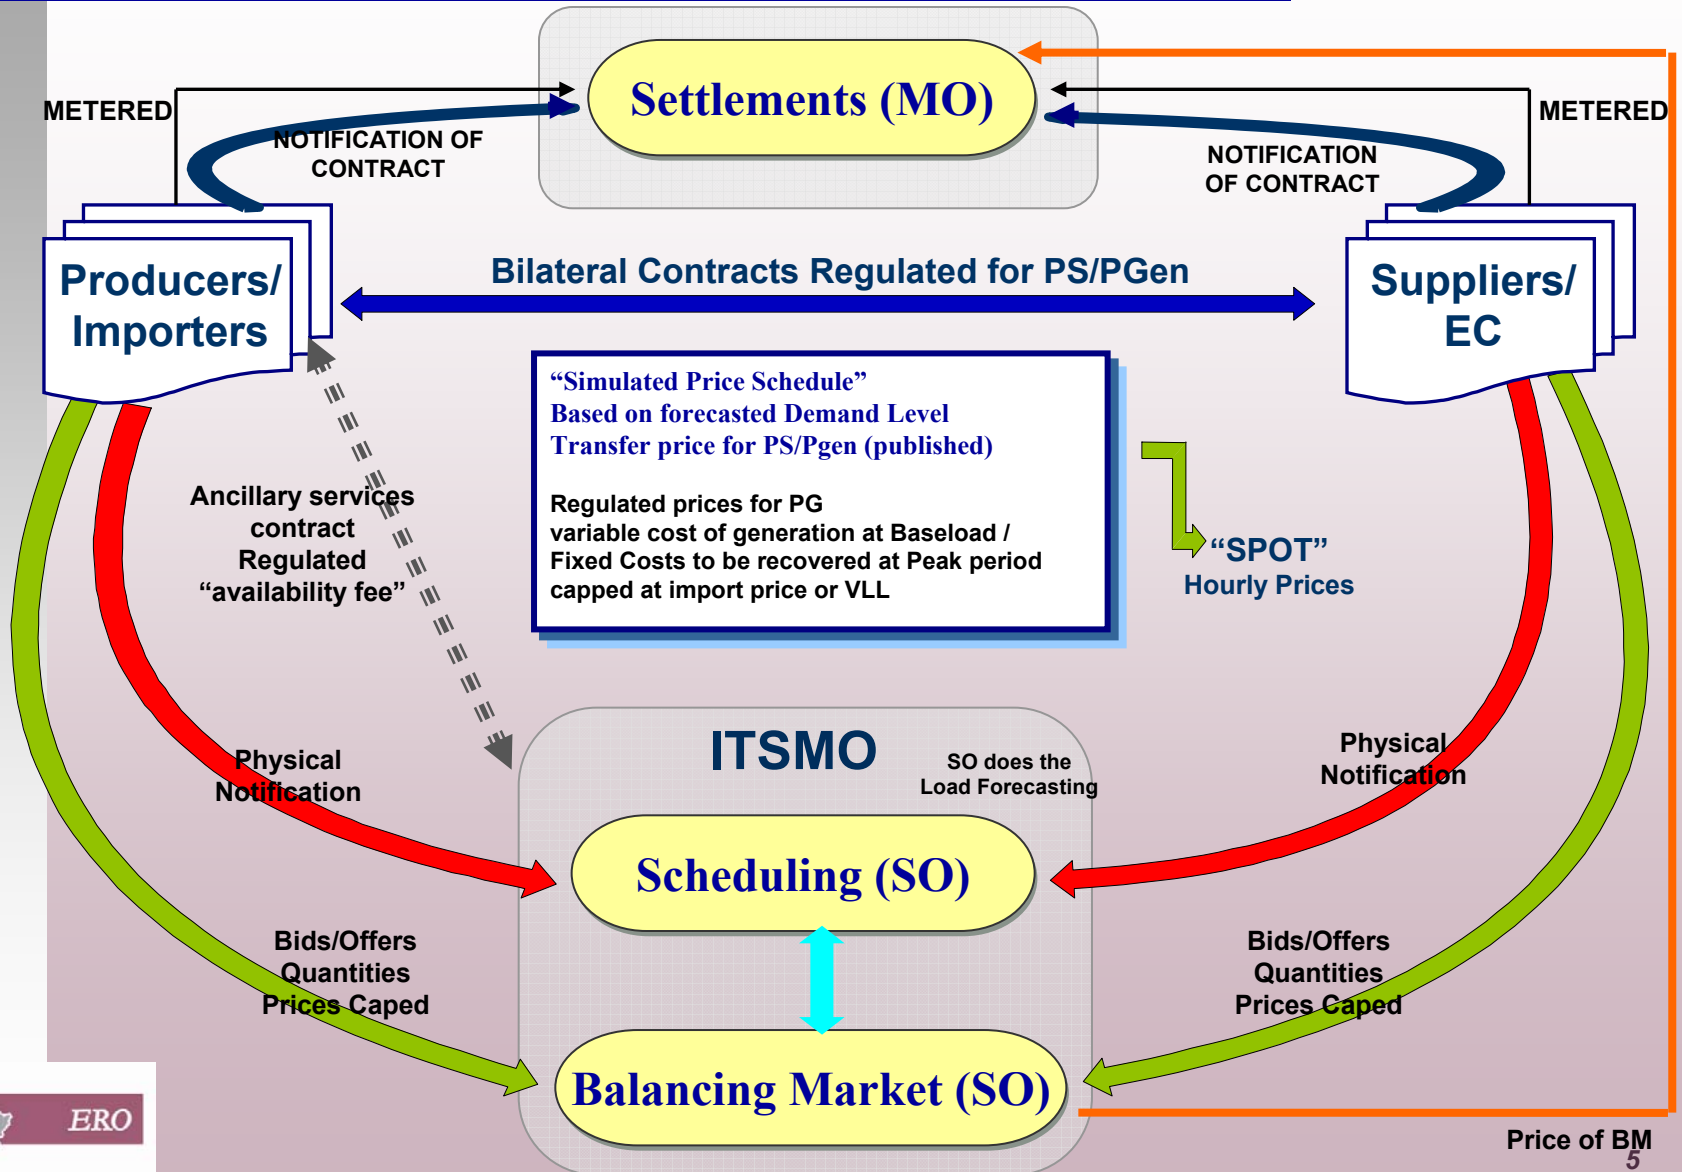 Settlements (MO)
METERED
METERED
NOTIFICATION OF
CONTRACT
NOTIFICATION
OF CONTRACT
Producers/
Importers
Bilateral Contracts Regulated for PS/PGen
Suppliers/
EC
“Simulated Price Schedule”
Based on forecasted Demand Level
Transfer price for PS/Pgen (published)
Regulated prices for PG
variable cost of generation at Baseload /
Fixed Costs to be recovered at Peak period
capped at import price or VLL
Ancillary services
contract
Regulated
“availability fee”
“SPOT”
Hourly Prices
ITSMO
SO does the
Load Forecasting
Physical
Notification
Physical
Notification
Scheduling (SO)
Bids/Offers
Quantities
Prices Caped
Bids/Offers
Quantities
Prices Caped
Balancing Market (SO)
ERO
Price of BM
5